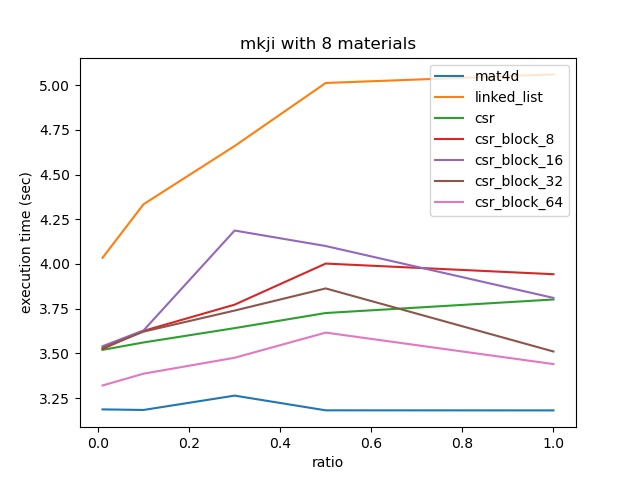 mkji with 8 materials
execution time (sec)
5.00
4.75
4.50
4.25
4.00
3.75
3.50
3.25
mat4d
linked_list
csr
csr_block_8
csr_block_16
csr_block_32
csr_block_64
0.0 0.2 0.4 0.6 0.8 1.0
ratio